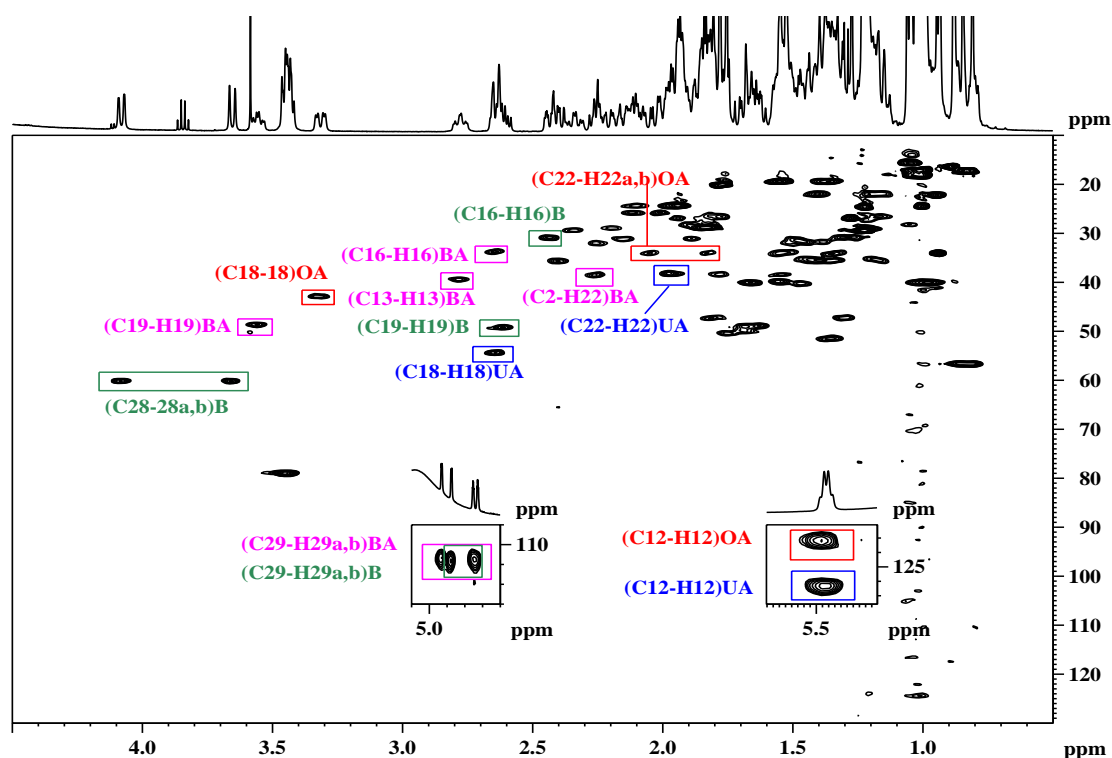 ppm
10
20
30
40
50
60
70
80
90
100
110
120
(C22-H22a,b)OA
(C16-H16)B
(C16-H16)BA
(C18-18)OA
(C13-H13)BA
(C2-H22)BA
(C19-H19)BA
(C19-H19)B
(C22-H22)UA
(C18-H18)UA
(C28-28a,b)B
ppm
ppm
(C29-H29a,b)BA
110
(C12-H12)OA
(C29-H29a,b)B
125
(C12-H12)UA
5.0
ppm
5.5
ppm
4.0
3.5
3.0
2.5
2.0
1.5
1.0
ppm
ppm